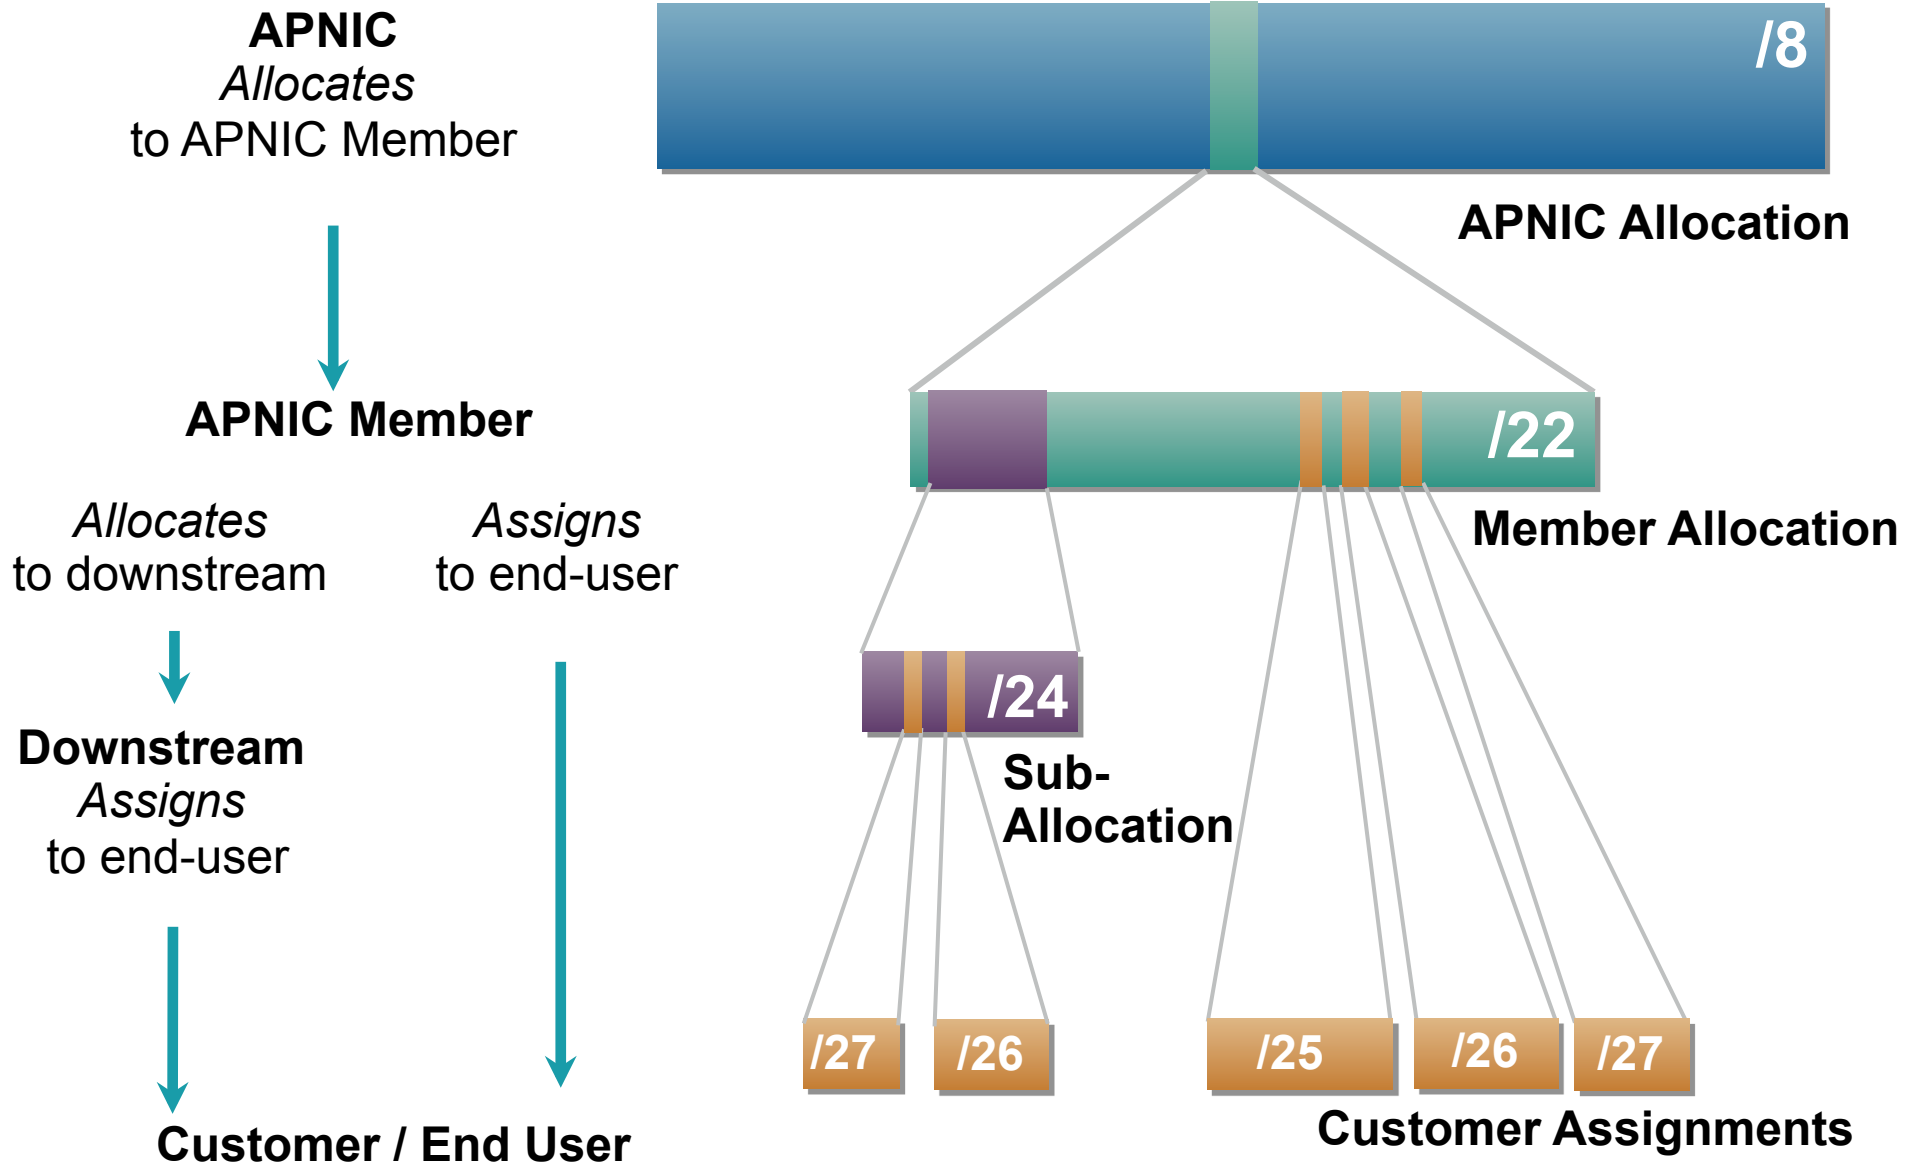 APNIC
Allocates
to APNIC Member
/8
APNIC Allocation
APNIC Member
/22
Member Allocation
Allocates
to downstream
Assigns
to end-user
/24
Sub-
Allocation
Downstream
Assigns
to end-user
/27
/26
/25
/26
/27
Customer Assignments
Customer / End User